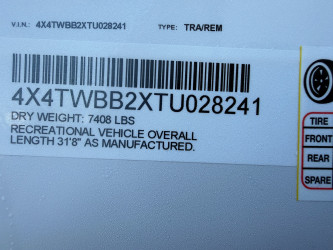 V.I.N.: 4X4TWBB2XTU028241 TYPE: TRA/REM
4X4TWBB2XTU028241
DRY WEIGHT: 7408 LBS
RECREATIONAL VEHICLE OVERALL
LENGTH 31'8" AS MANUFACTURED.
TIRE
FRONT
REAR
SPARE